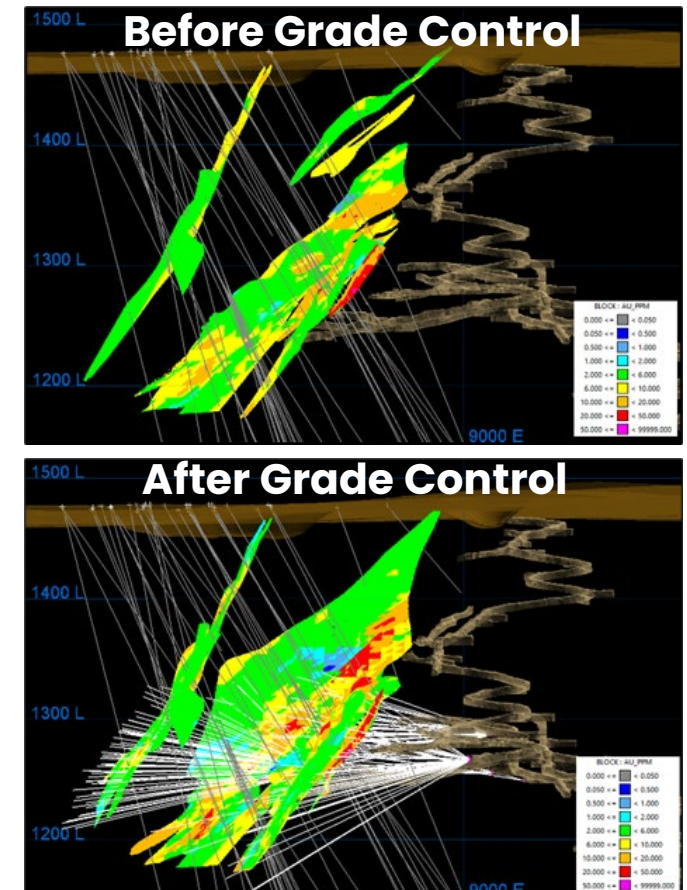 Before Grade Control
1500 L
1400 L
1300 L
1200 L
9000 E
BLOCK : AU_PPM
0.000 <= < 0.050
0.050 <= < 0.500
0.500 <= < 1.000
1.000 <= < 2.000
2.000 <= < 6.000
6.000 <= < 10.000
10.000 <= < 20.000
20.000 <= < 50.000
50.000 <= < 99999.000
After Grade Control
1500 L
1400 L
1300 L
1200 L
9000 E
BLOCK : AU_PPM
0.000 <= < 0.050
0.050 <= < 0.500
0.500 <= < 1.000
1.000 <= < 2.000
2.000 <= < 6.000
6.000 <= < 10.000
10.000 <= < 20.000
20.000 <= < 50.000
50.000 <= < 99999.000